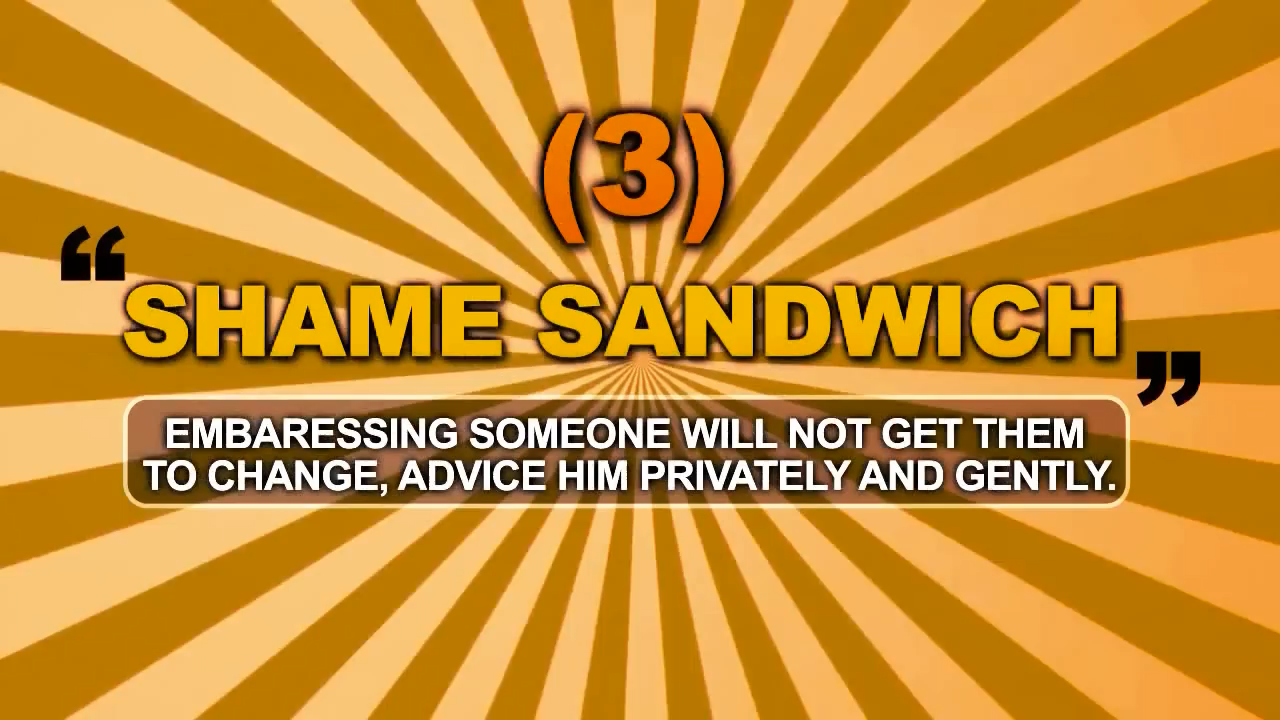 (3)
“SHAME SANDWICH”
EMBARESSING SOMEONE WILL NOT GET THEM
TO CHANGE, ADVICE HIM PRIVATELY AND GENTLY.